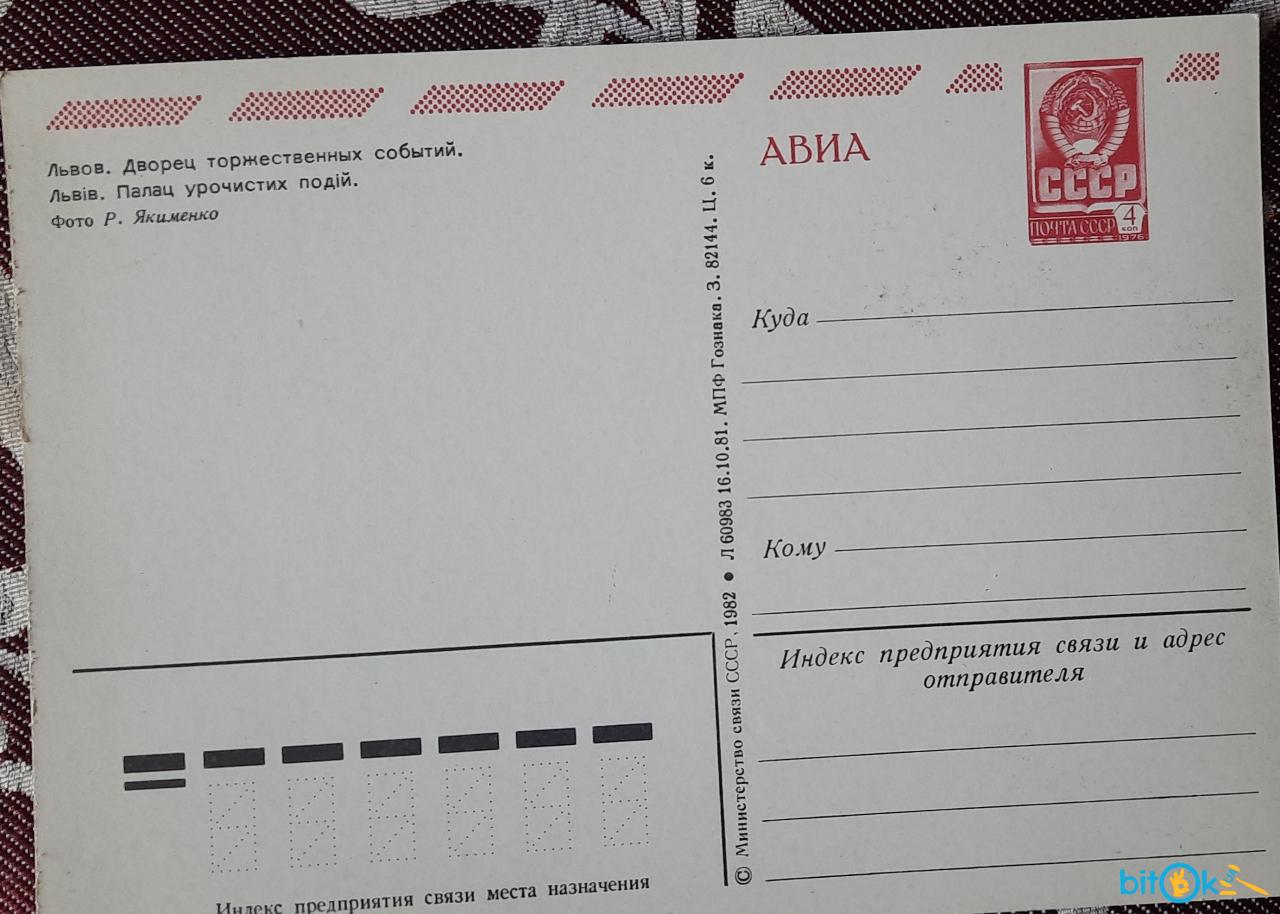 Львов. Дворец торжественных событий.
Львів. Палац урочистих подій.
Фото Р. Якименко
АВИА
СССР
ПОЧТА СССР
4
КОП
1976
© Министерство связи СССР, 1982 • Л 60983 16.10.81. МПФ Гознака. З. 82144. Ц. 6 к.
Куда
Кому
Индекс предприятия связи и адрес
отправителя
Индекс предприятия связи места назначения
bitok